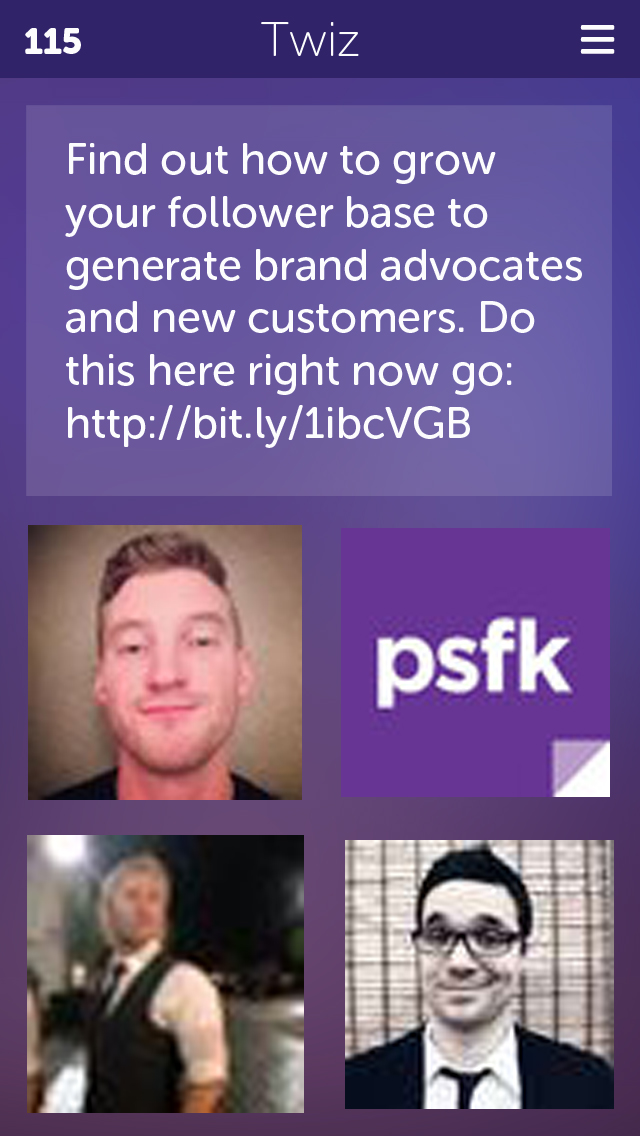 115 Twiz
Find out how to grow
your follower base to
generate brand advocates
and new customers. Do
this here right now go:
http://bit.ly/1ibcVGB
psfk